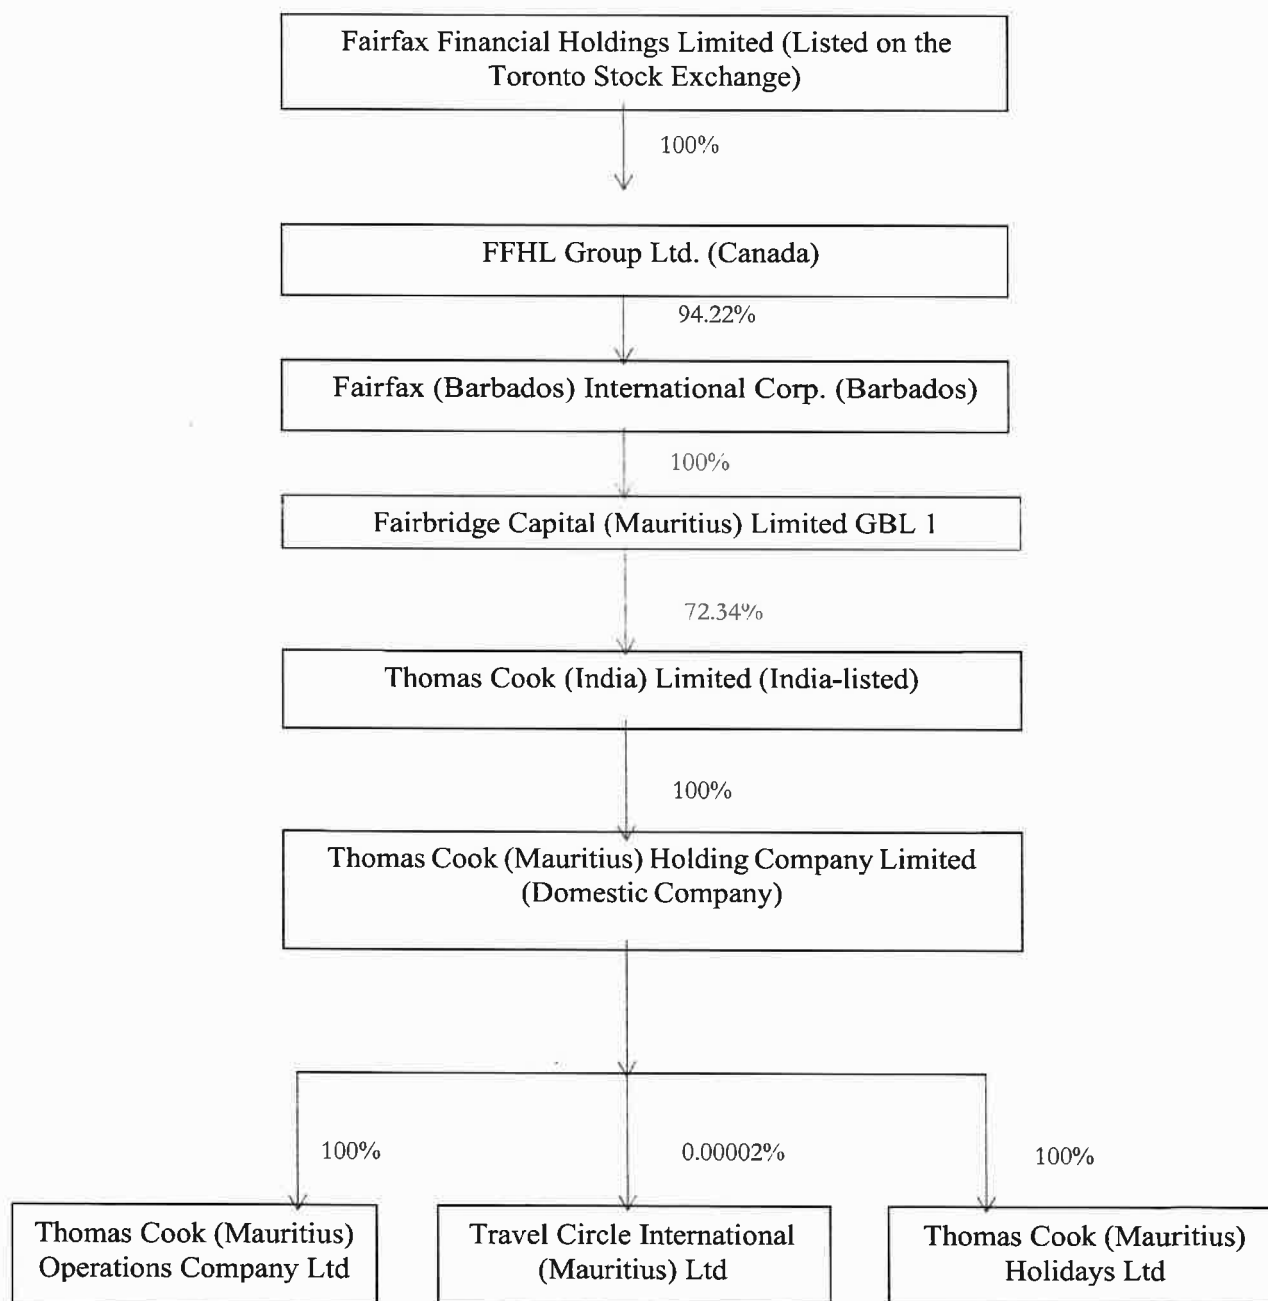 Fairfax Financial Holdings Limited (Listed on the
Toronto Stock Exchange)
100%
FFHL Group Ltd. (Canada)
94.22%
Fairfax (Barbados) International Corp. (Barbados)
100%
Fairbridge Capital (Mauritius) Limited GBL 1
72.34%
Thomas Cook (India) Limited (India-listed)
100%
Thomas Cook (Mauritius) Holding Company Limited
(Domestic Company)
100%
0.00002%
100%
Thomas Cook (Mauritius)
Operations Company Ltd
Travel Circle International
(Mauritius) Ltd
Thomas Cook (Mauritius)
Holidays Ltd